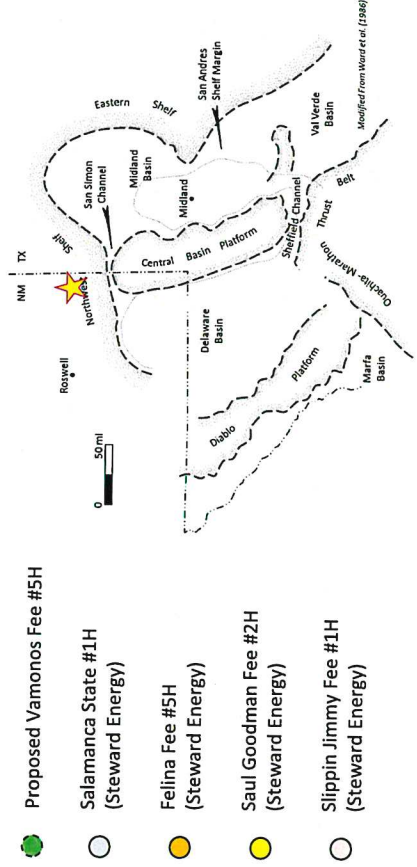 Proposed Vamonos Fee #5H
Salamanca State #1H
(Steward Energy)
Felina Fee #5H
(Steward Energy)
Saul Goodman Fee #2H
(Steward Energy)
Slippin Jimmy Fee #1H
(Steward Energy)
0
50 mi
Roswell
NM
TX
Northwest
Shelf
San Simon
Channel
Eastern
Shelf
Midland
Basin
San Andres
Shelf Margin
Midland
Central Basin Platform
Delaware
Basin
Sheffield Channel
Val Verde
Basin
Diablo
Platform
Marfa
Basin
Ouachita-Marathon
Thrust
Belt
Modified From Ward et al. (1986)